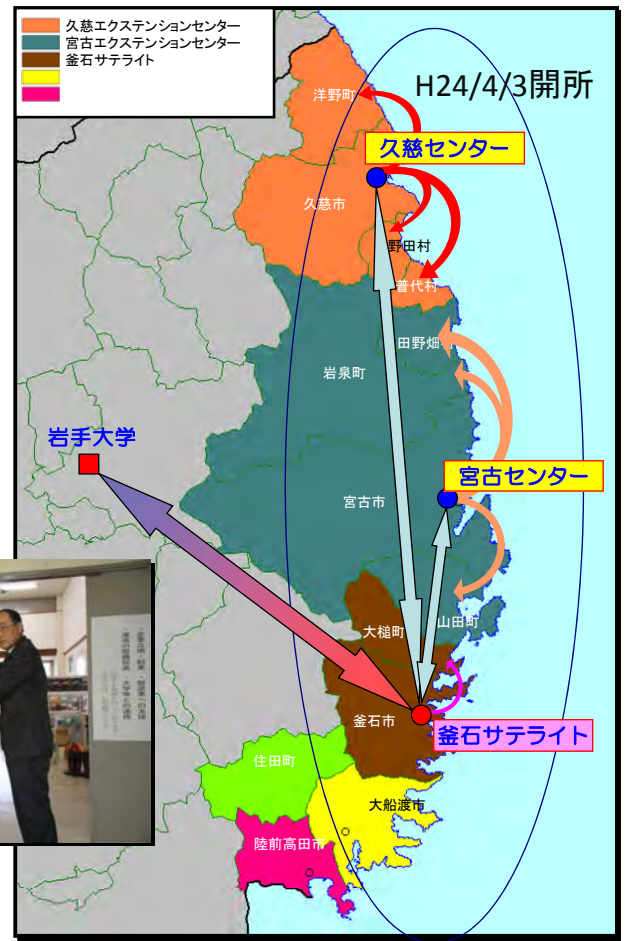 久慈エクステンションセンター
宮古エクステンションセンター
釜石サテライト
H24/4/3開所
洋野町
久慈センター
久慈市
野田村
普代村
田野畑
岩泉町
岩手大学
宮古センター
宮古市
山田町
大槌町
釜石市
釜石サテライト
住田町
大船渡市
陸前高田市